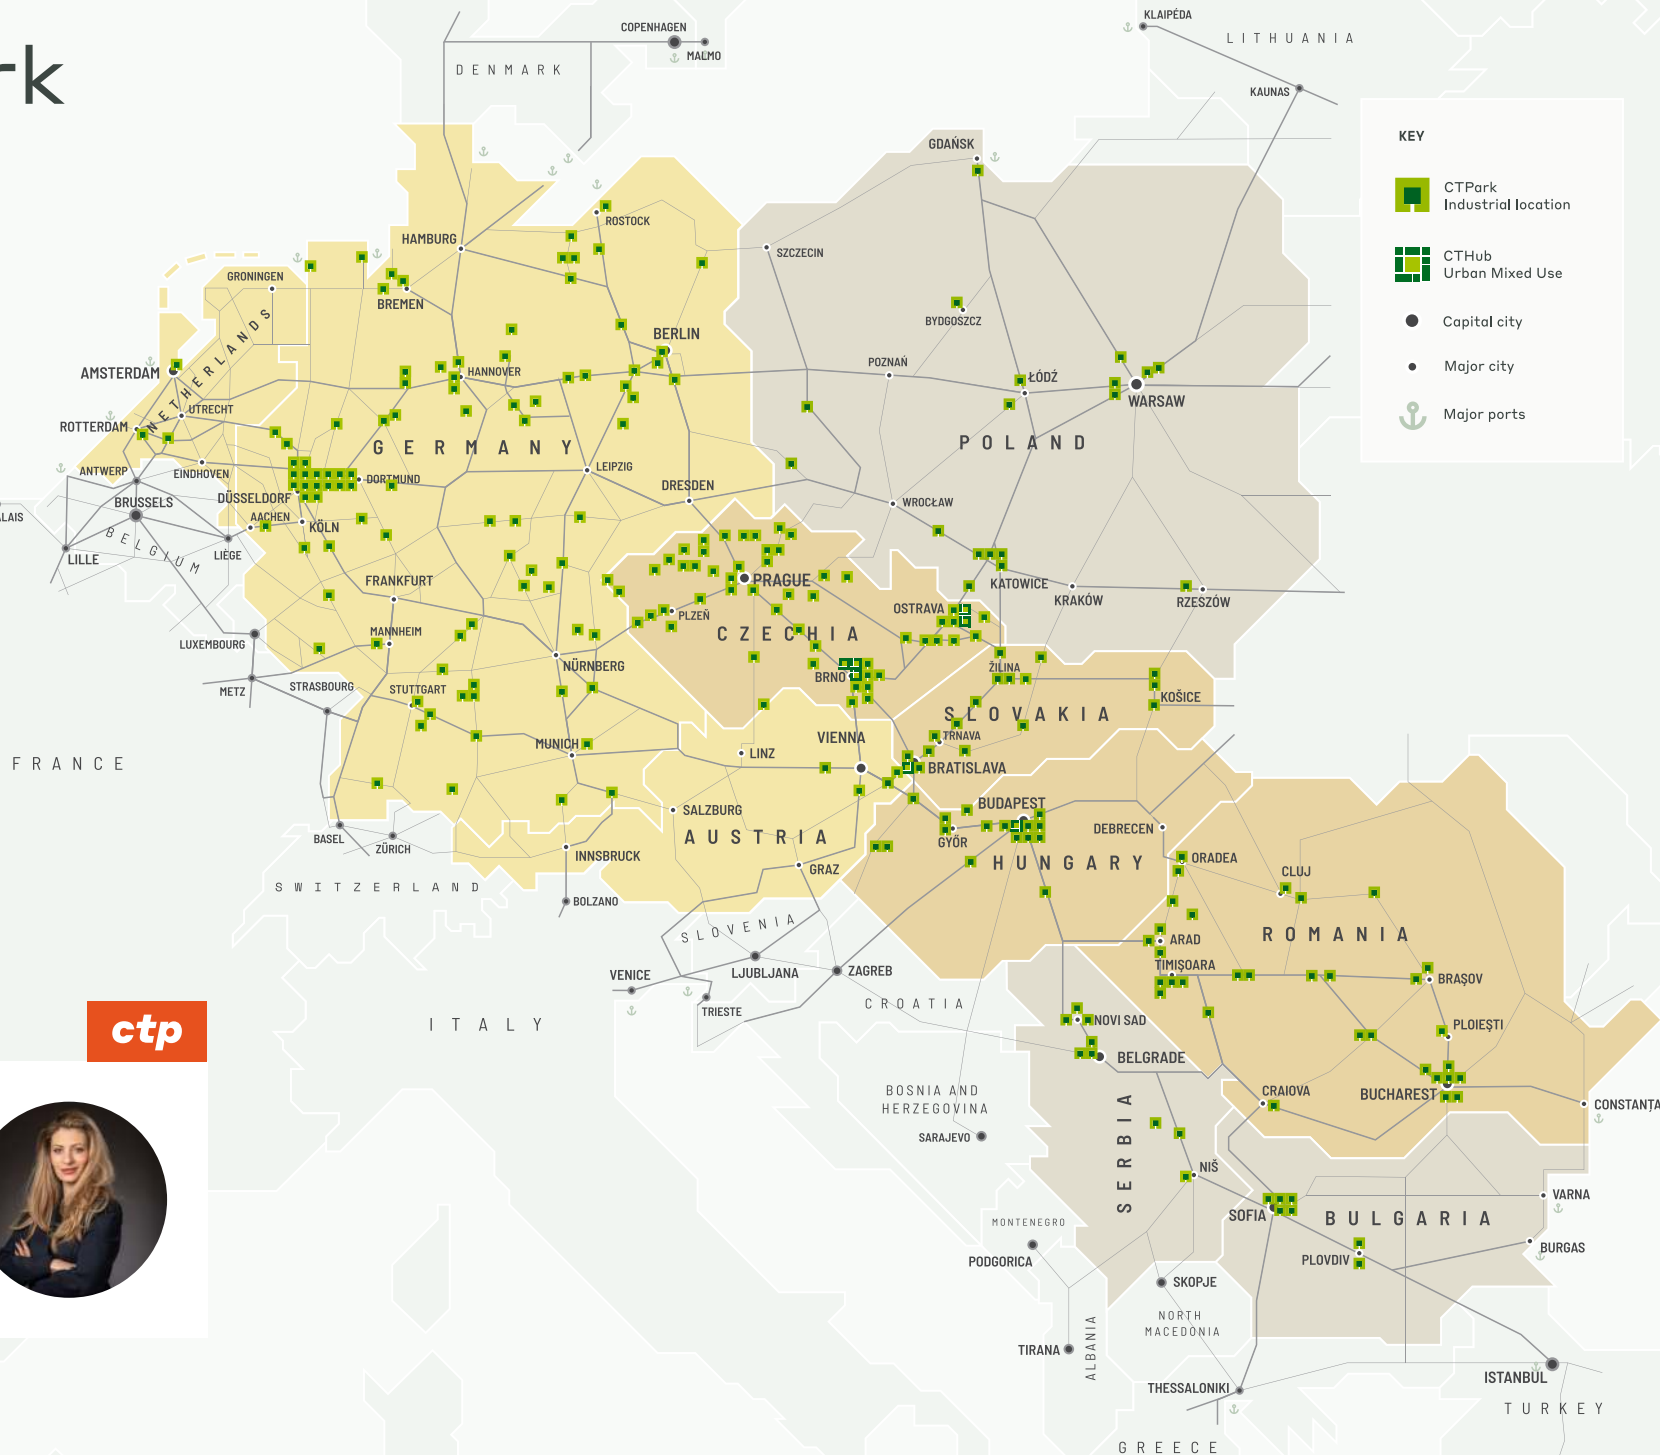 rk
COPENHAGEN
MALMO
DENMARK
KLAIPÉDA
LITHUANIA
KAUNAS
KEY
CTPark
Industrial location
CTHub
Urban Mixed Use
Capital city
Major city
Major ports
GDAŃSK
ROSTOCK
HAMBURG
SZCZECIN
GRONINGEN
BREMEN
BYDGOSZCZ
BERLIN
NETHERLANDS
AMSTERDAM
HANNOVER
POZNAŃ
ŁÓDŹ
WARSAW
UTRECHT
ROTTERDAM
GERMANY
POLAND
ANTWERP
EINDHOVEN
DORTMUND
LEIPZIG
DRESDEN
DÜSSELDORF
BRUSSELS
WROCŁAW
ALAIS
AACHEN
KÖLN
BELGIUM
LIÈGE
LILLE
FRANKFURT
PRAGUE
KATOWICE
KRAKÓW
RZESZÓW
OSTRAVA
PLZEŇ
CZECHIA
MANNHEIM
LUXEMBOURG
NÜRNBERG
ŽILINA
BRNO
METZ
STRASBOURG
STUTTGART
KOŠICE
SLOVAKIA
TRNAVA
VIENNA
MUNICH
LINZ
FRANCE
BRATISLAVA
SALZBURG
BUDAPEST
BASEL
ZÜRICH
AUSTRIA
GYŐR
DEBRECEN
INNSBRUCK
HUNGARY
ORADEA
GRAZ
CLUJ
SWITZERLAND
BOLZANO
SLOVENIA
ROMANIA
ARAD
TIMIȘOARA
VENICE
LJUBLJANA
ZAGREB
BRAȘOV
TRIESTE
CROATIA
ITALY
NOVI SAD
PLOIEȘTI
ctp
BELGRADE
BOSNIA AND
HERZEGOVINA
CRAIOVA
BUCHAREST
CONSTANȚA
SARAJEVO
SERBIA
NIŠ
VARNA
MONTENEGRO
SOFIA
BULGARIA
PODGORICA
PLOVDIV
BURGAS
SKOPJE
NORTH
MACEDONIA
TIRANA
ALBANIA
THESSALONIKI
ISTANBUL
TURKEY
GREECE